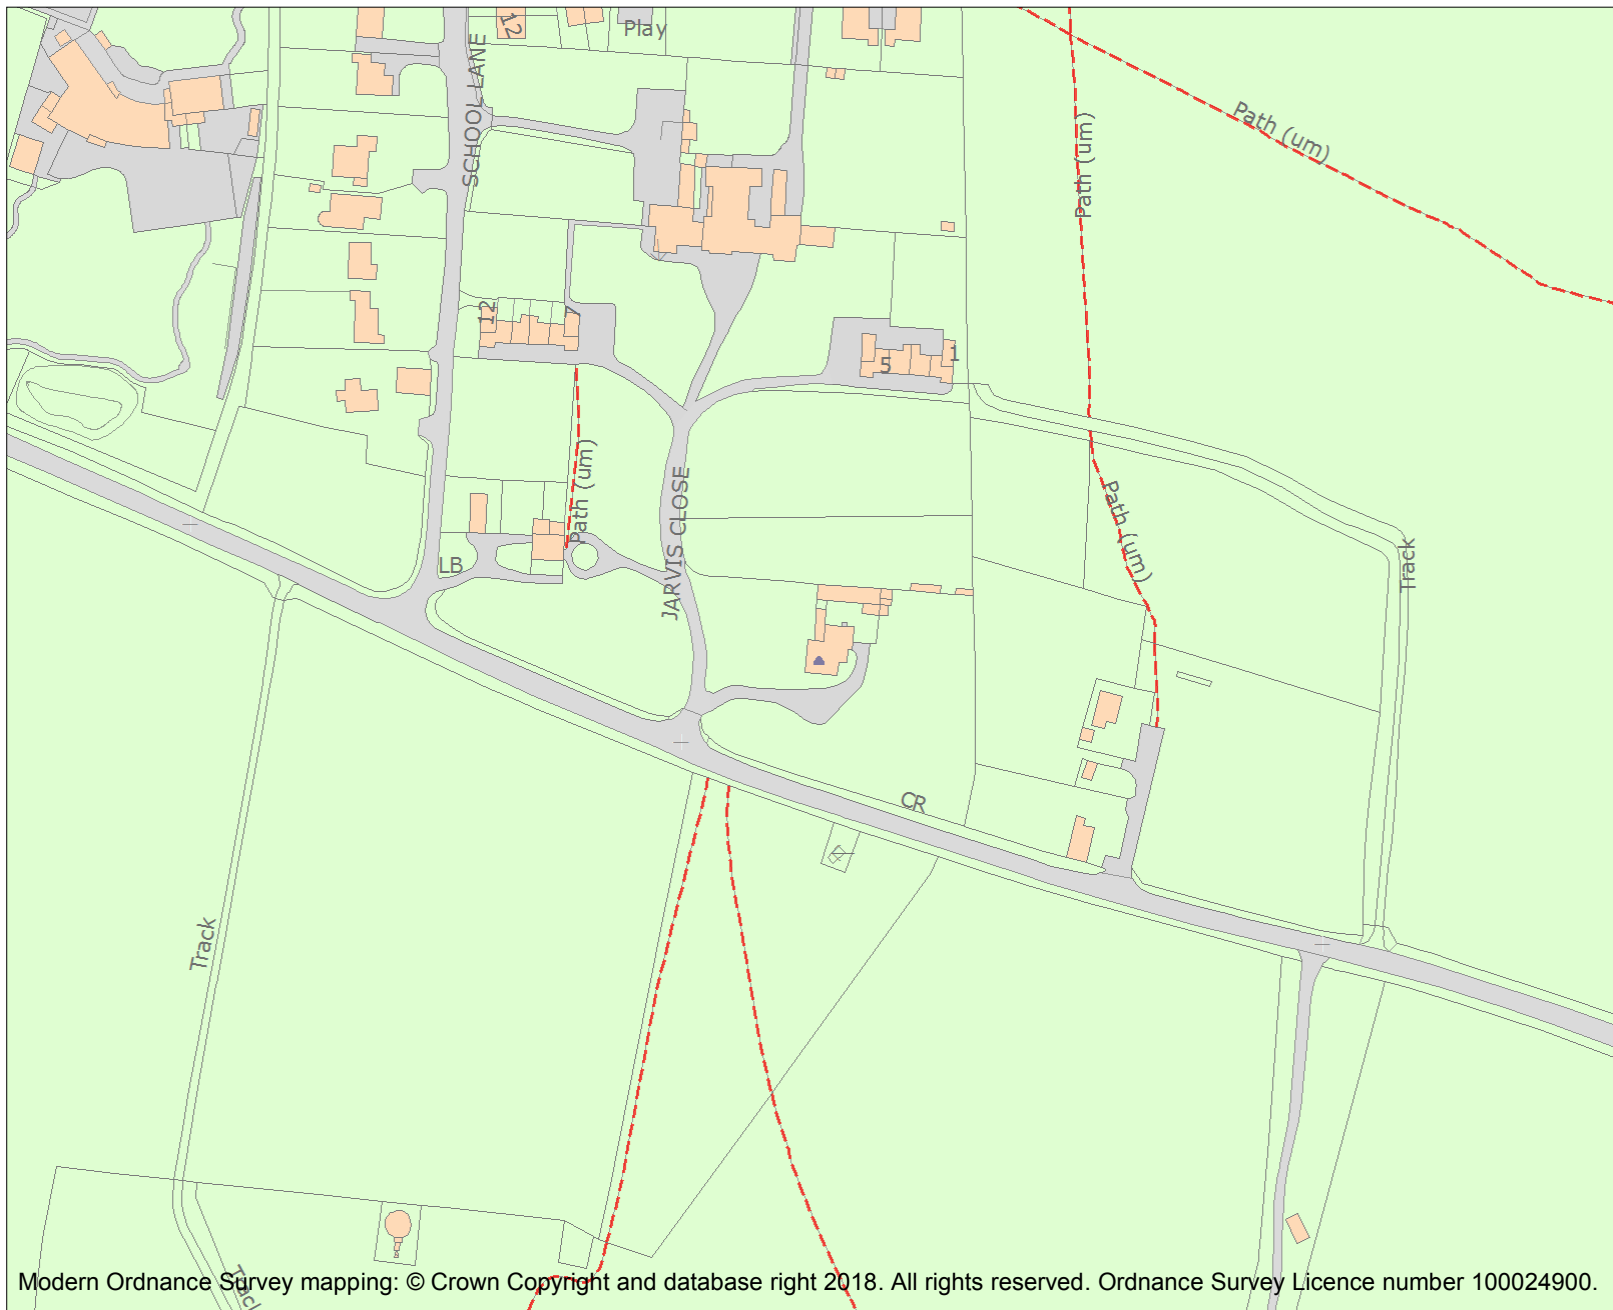 12
Play
SCHOOL LANE
Path (um)
Path (um)
12
7
5
1
Path (um)
JARVIS CLOSE
Path (um)
Track
LB
CR
Track
Track
Modern Ordnance Survey mapping: © Crown Copyright and database right 2018. All rights reserved. Ordnance Survey Licence number 100024900.